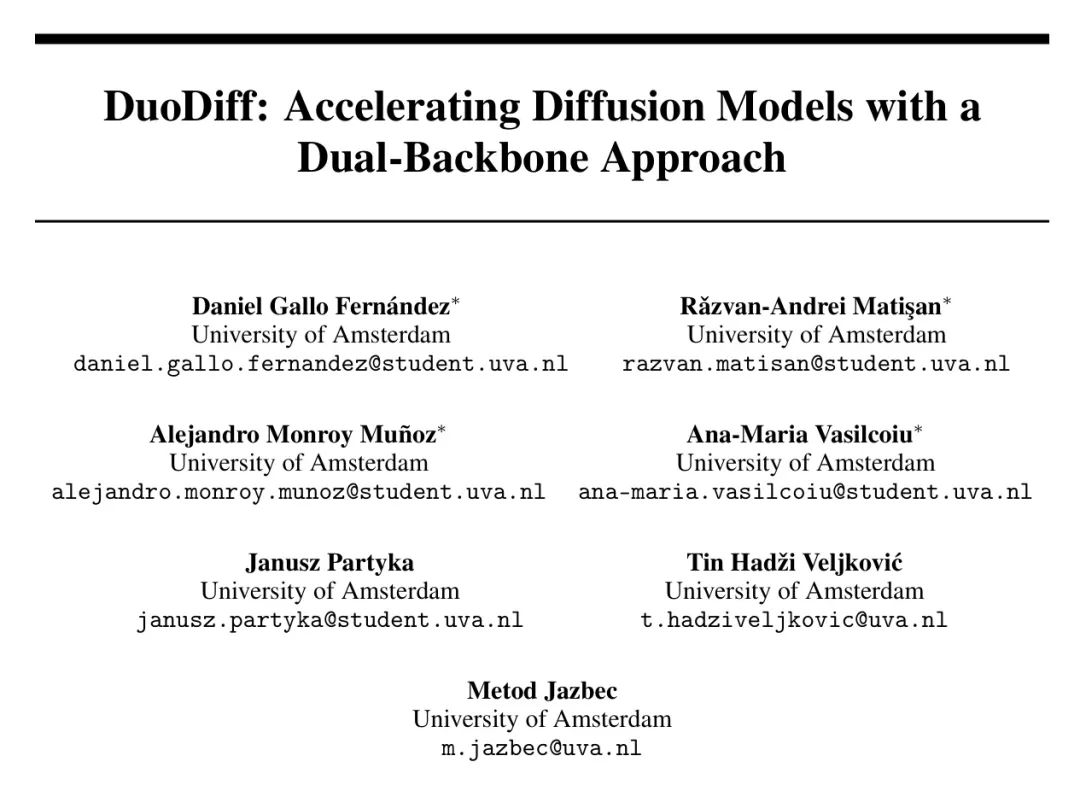 DuoDiff: Accelerating Diffusion Models with a
Dual-Backbone Approach
Daniel Gallo Fernández*
University of Amsterdam
daniel.gallo.fernandez@student.uva.nl
Răzvan-Andrei Matişan*
University of Amsterdam
razvan.matisan@student.uva.nl
Alejandro Monroy Muñoz*
University of Amsterdam
alejandro.monroy.munoz@student.uva.nl
Ana-Maria Vasilcoiu*
University of Amsterdam
ana-maria.vasilcoiu@student.uva.nl
Janusz Partyka
University of Amsterdam
janusz.partyka@student.uva.nl
Tin Hadži Veljković
University of Amsterdam
t.hadziveljkovic@uva.nl
Metod Jazbec
University of Amsterdam
m.jazbec@uva.nl